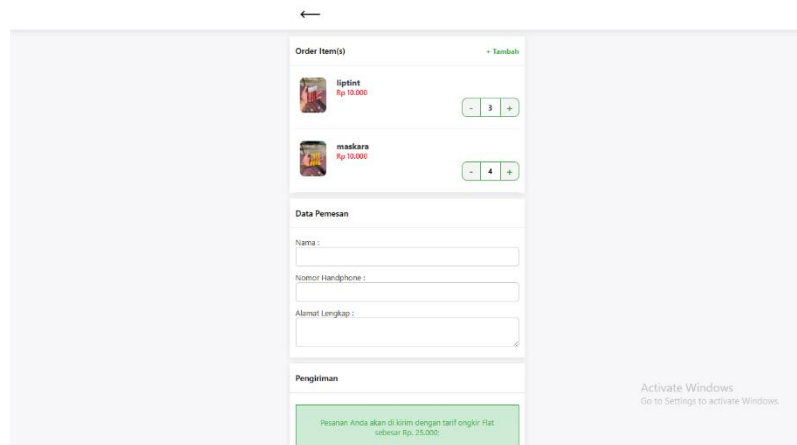 Order Item(s)
+ Tambah
liptint
Rp 10.000
- 3 +
maskara
Rp 10.000
- 4 +
Data Pemesan
Nama :
Nomor Handphone :
Alamat Lengkap :
Pengiriman
Pesanan Anda akan di kirim dengan tarif ongkir Flat
sebesar Rp. 25.000;
Activate Windows
Go to Settings to activate Windows.